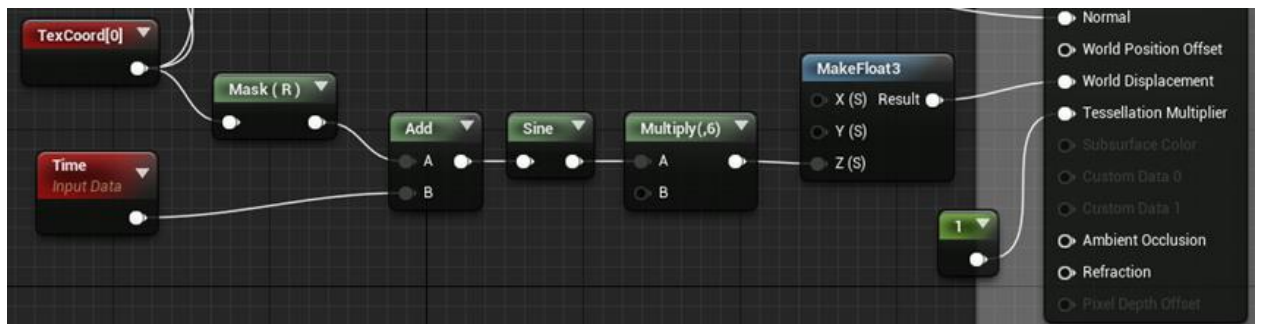 TexCoord[0]
Mask ( R )
Time
Input Data
Add
A
B
Sine
Multiply(,6)
A
B
MakeFloat3
X (S) Result
Y (S)
Z (S)
1
Normal
World Position Offset
World Displacement
Tessellation Multiplier
Subsurface Color
Custom Data 0
Custom Data 1
Ambient Occlusion
Refraction
Pixel Depth Offset